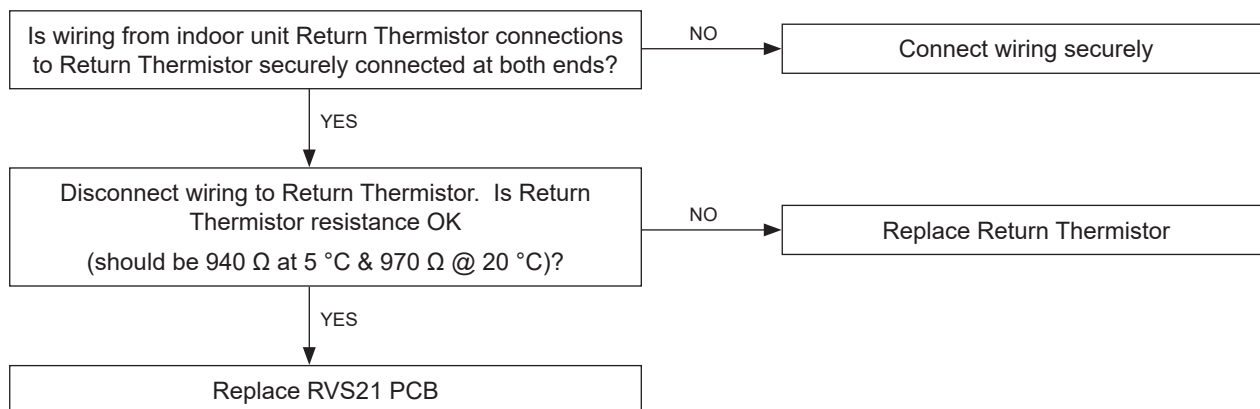 Is wiring from indoor unit Return Thermistor connections
to Return Thermistor securely connected at both ends?
NO
Connect wiring securely
YES
Disconnect wiring to Return Thermistor. Is Return
Thermistor resistance OK
(should be 940 Ω at 5 °C & 970 Ω @ 20 °C)?
NO
Replace Return Thermistor
YES
Replace RVS21 PCB